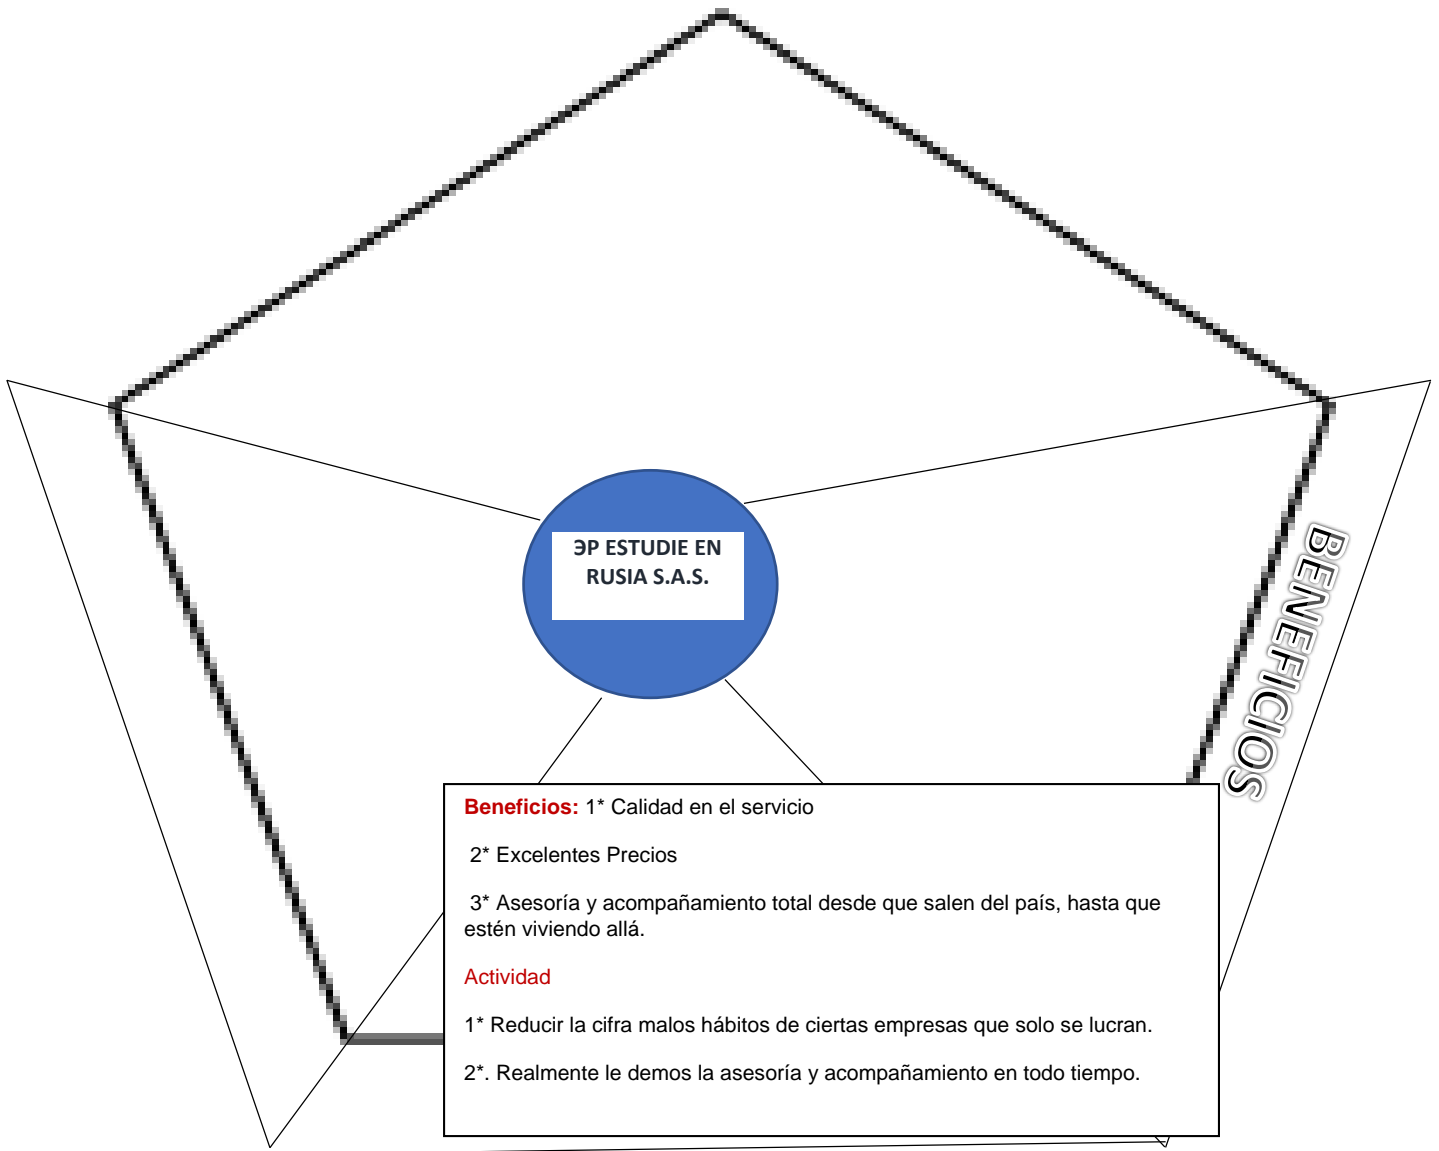 ЭP ESTUDIE EN
RUSIA S.A.S.
BENEFICIOS
Beneficios: 1* Calidad en el servicio
2* Excelentes Precios
3* Asesoría y acompañamiento total desde que salen del país, hasta que
estén viviendo allá.
Actividad
1* Reducir la cifra malos hábitos de ciertas empresas que solo se lucran.
2*. Realmente le demos la asesoría y acompañamiento en todo tiempo.